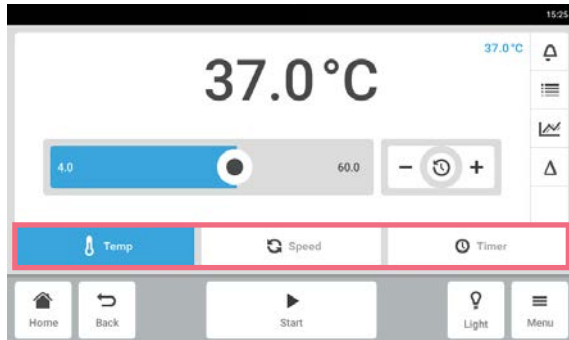 15:25
37.0°C
37.0°C
4.0
60.0
Temp
Speed
Timer
Home
Back
Start
Light
Menu